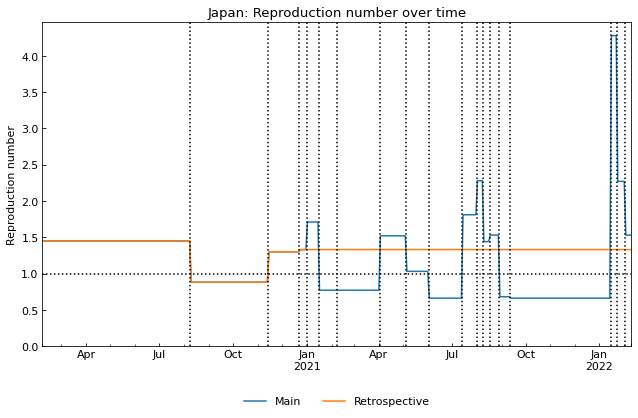 Japan: Reproduction number over time
Reproduction number
4.0
3.5
3.0
2.5
2.0
1.5
1.0
0.5
0.0
Apr Jul Oct Jan Apr Jul Oct Jan
2021 2022
Main Retrospective